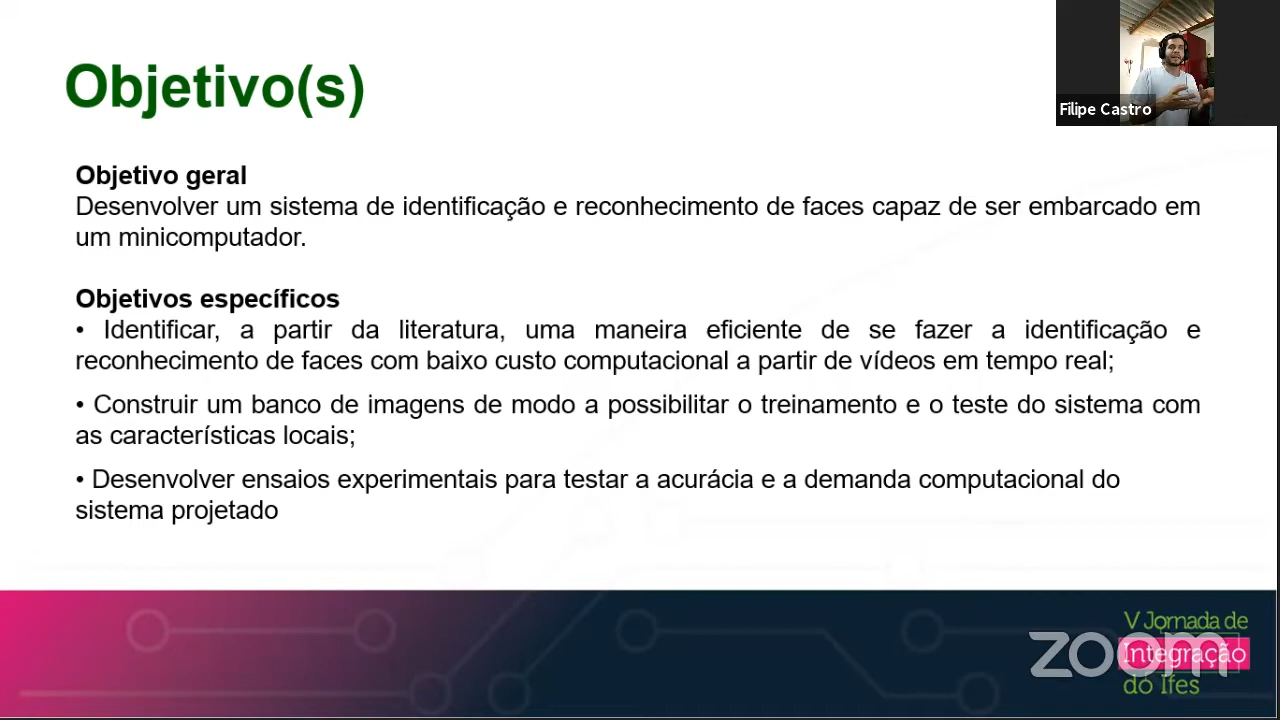 Objetivo(s)
Filipe Castro
Objetivo geral
Desenvolver um sistema de identificação e reconhecimento de faces capaz de ser embarcado em
um minicomputador.
Objetivos específicos
• Identificar, a partir da literatura, uma maneira eficiente de se fazer a identificação e
reconhecimento de faces com baixo custo computacional a partir de vídeos em tempo real;
• Construir um banco de imagens de modo a possibilitar o treinamento e o teste do sistema com
as características locais;
• Desenvolver ensaios experimentais para testar a acurácia e a demanda computacional do
sistema projetado
V Jornada de
Integração
do Ifes
zoom